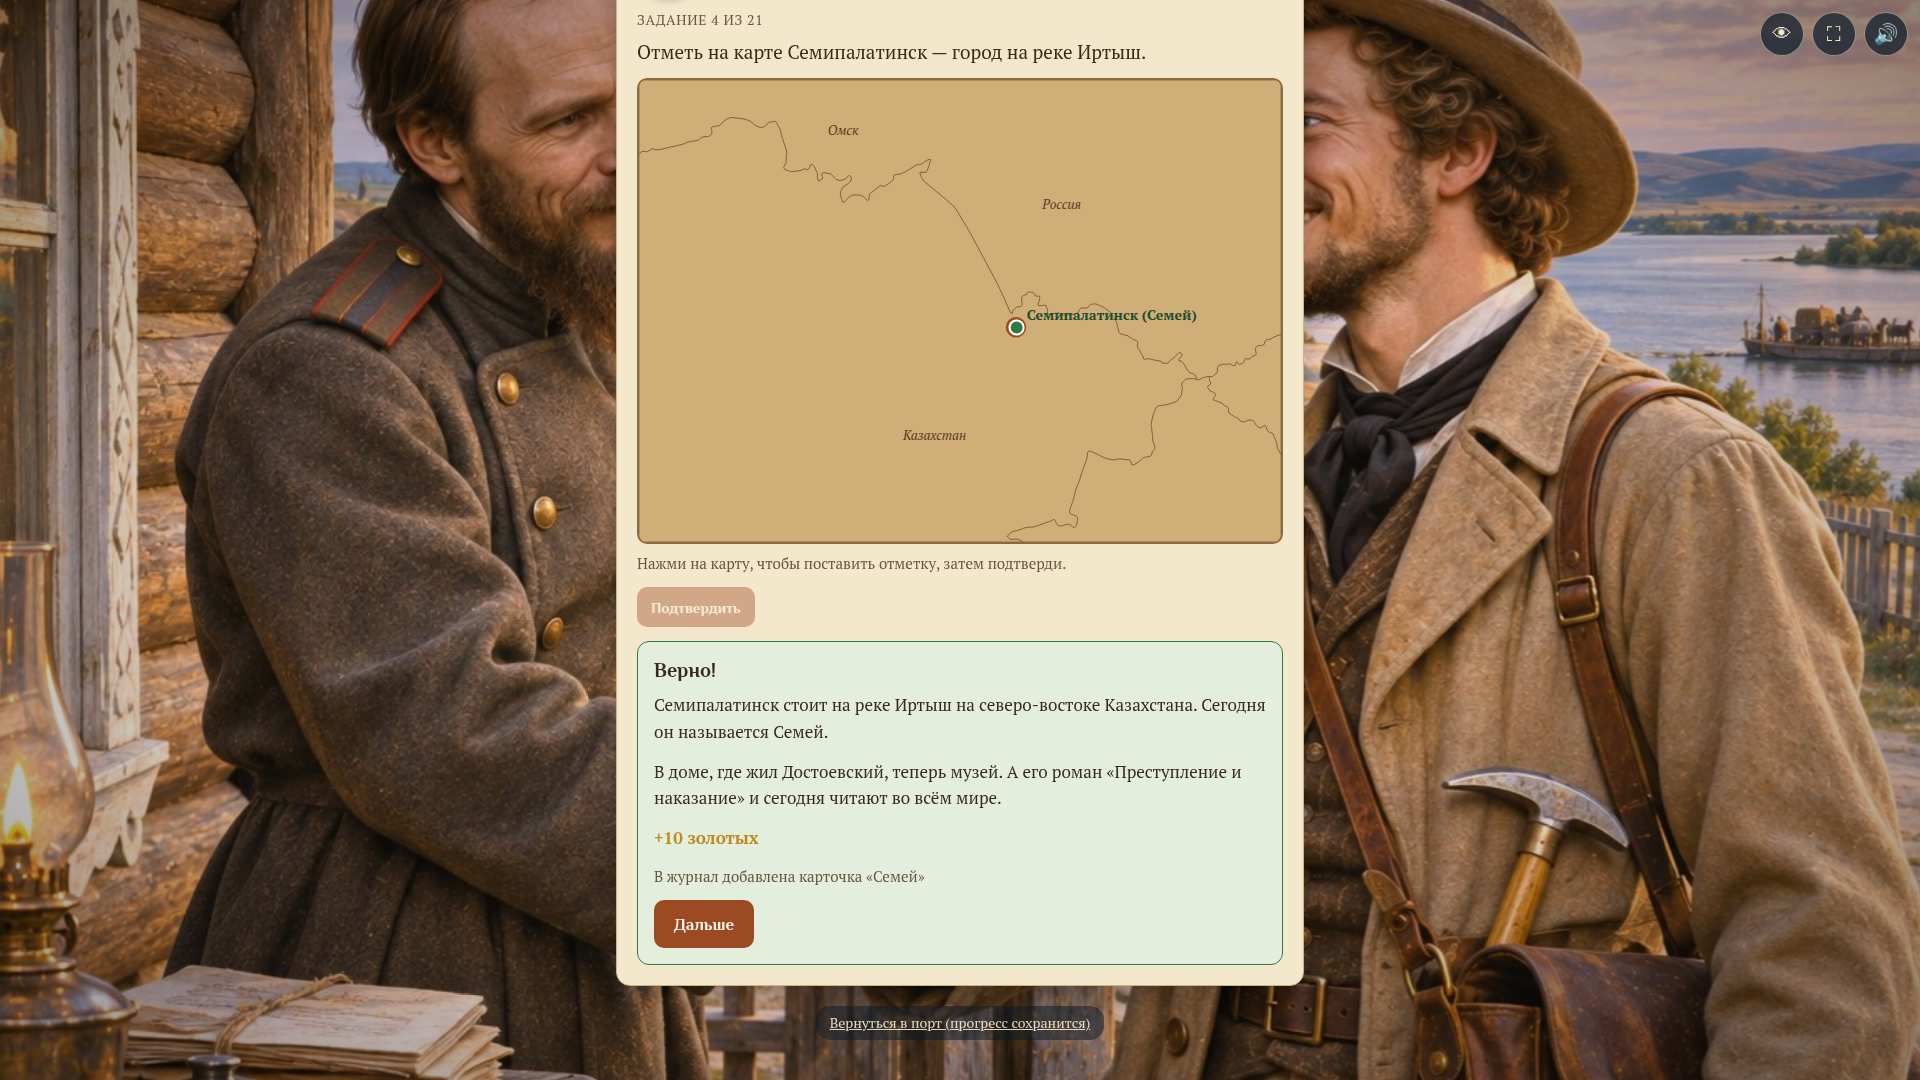 ЗАДАНИЕ 4 ИЗ 21
Отметь на карте Семипалатинск — город на реке Иртыш.
Омск
Россия
Семипалатинск (Семей)
Казахстан
Нажми на карту, чтобы поставить отметку, затем подтверди.
Подтвердить
Верно!
Семипалатинск стоит на реке Иртыш на северо-востоке Казахстана. Сегодня
он называется Семей.
В доме, где жил Достоевский, теперь музей. А его роман «Преступление и
наказание» и сегодня читают во всём мире.
+10 золотых
В журнал добавлена карточка «Семей»
Дальше
Вернуться в порт (прогресс сохранится)